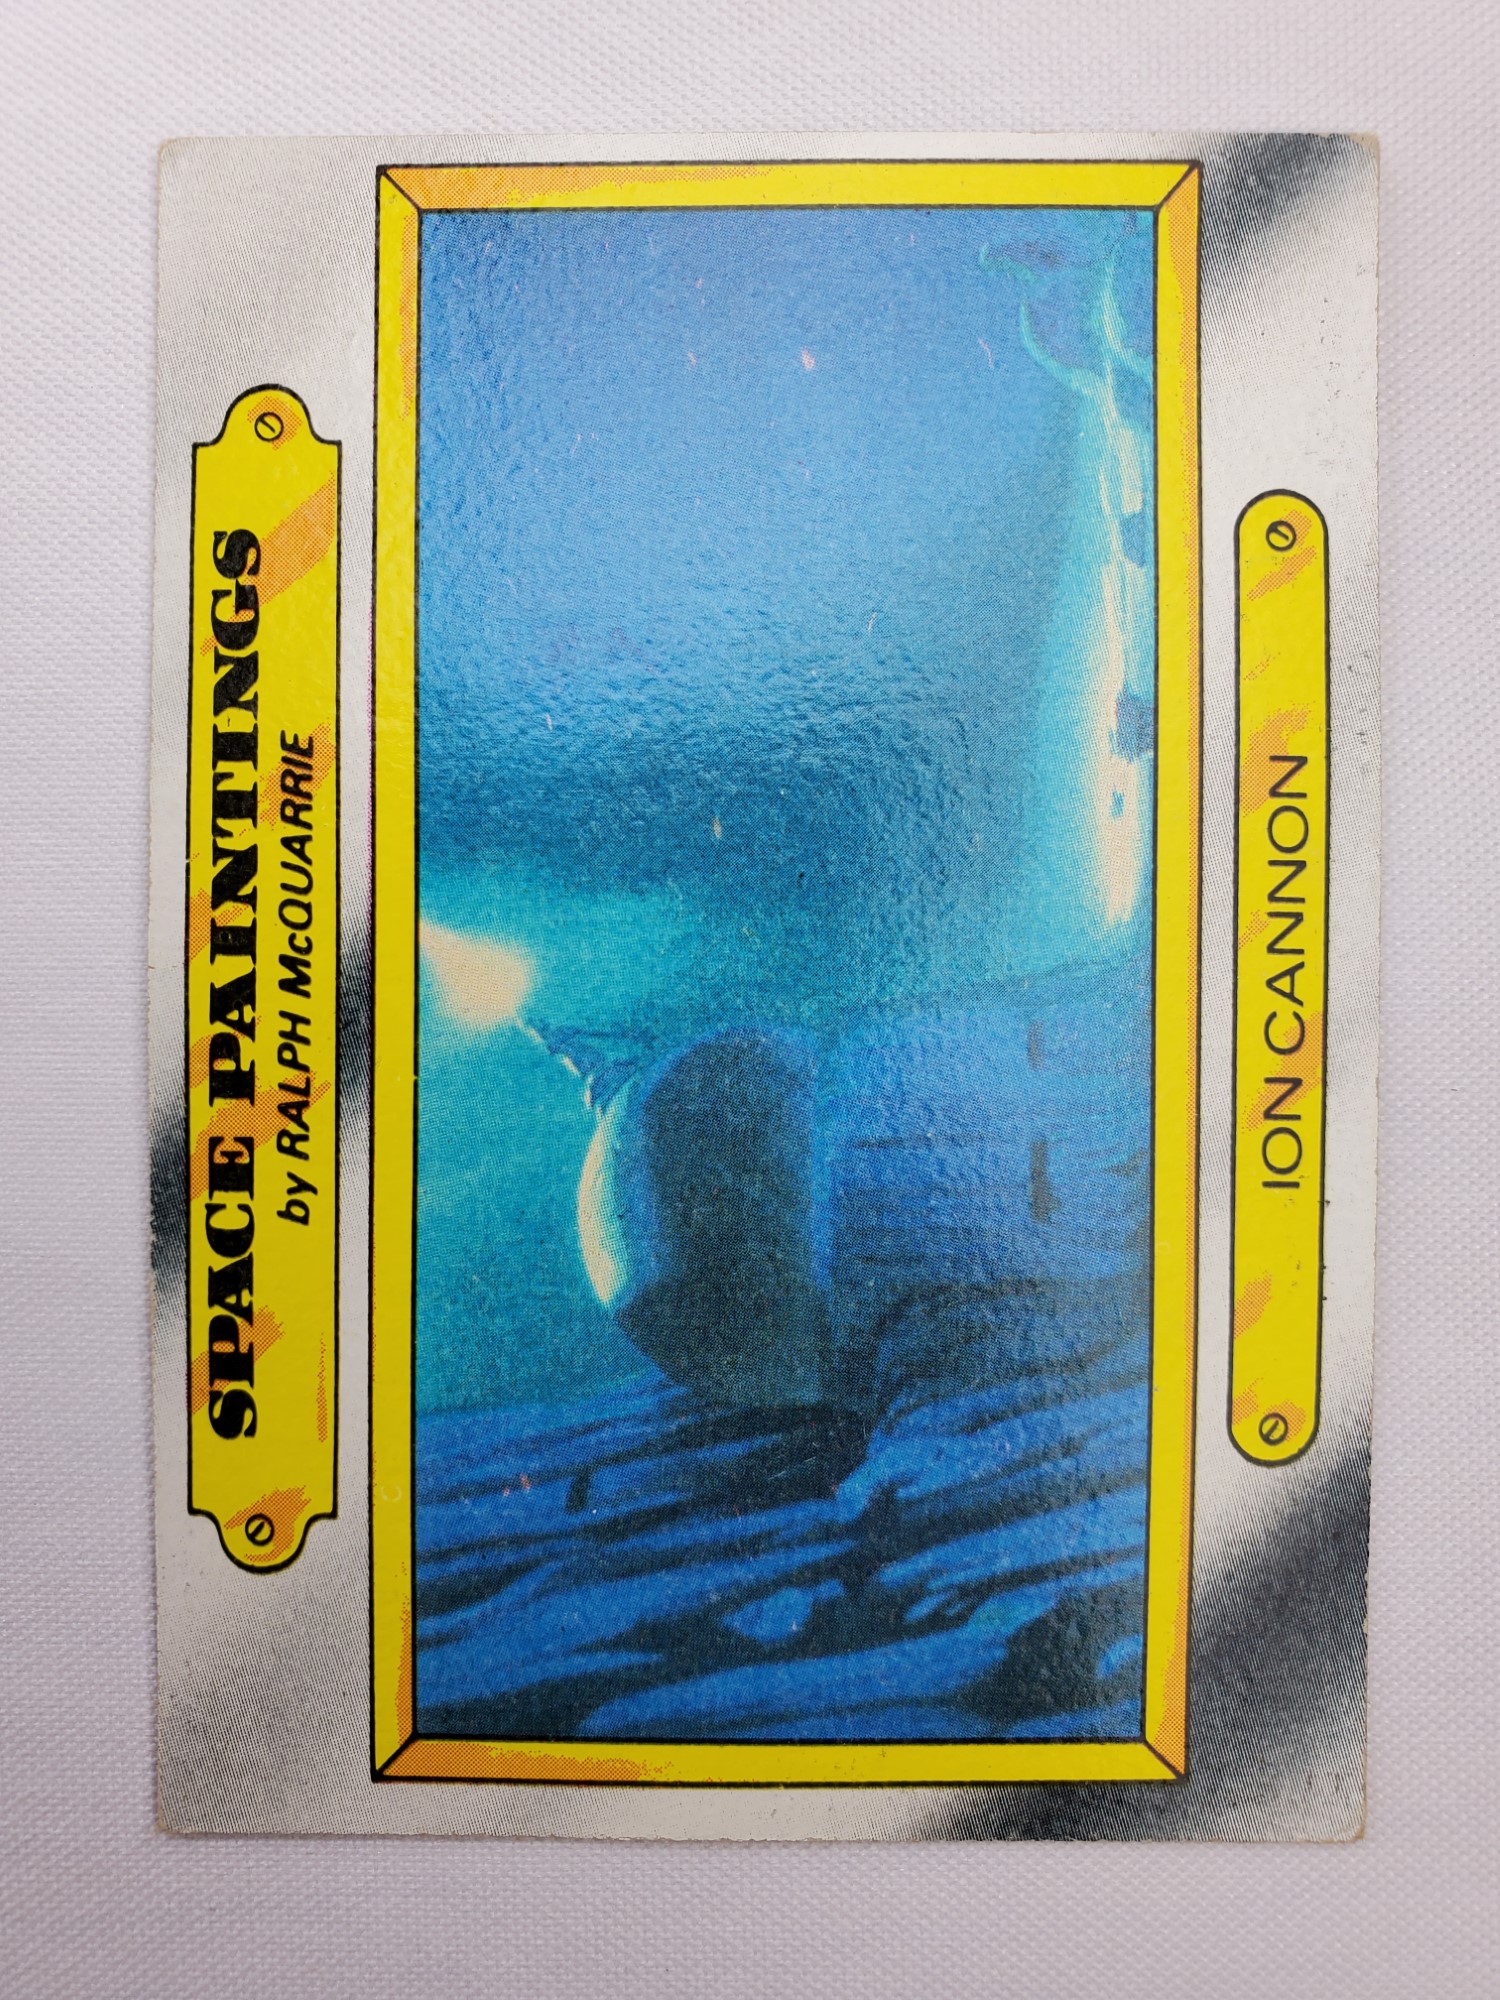 SPACE PAINTINGS
by RALPH McQUARRIE
ION CANNON